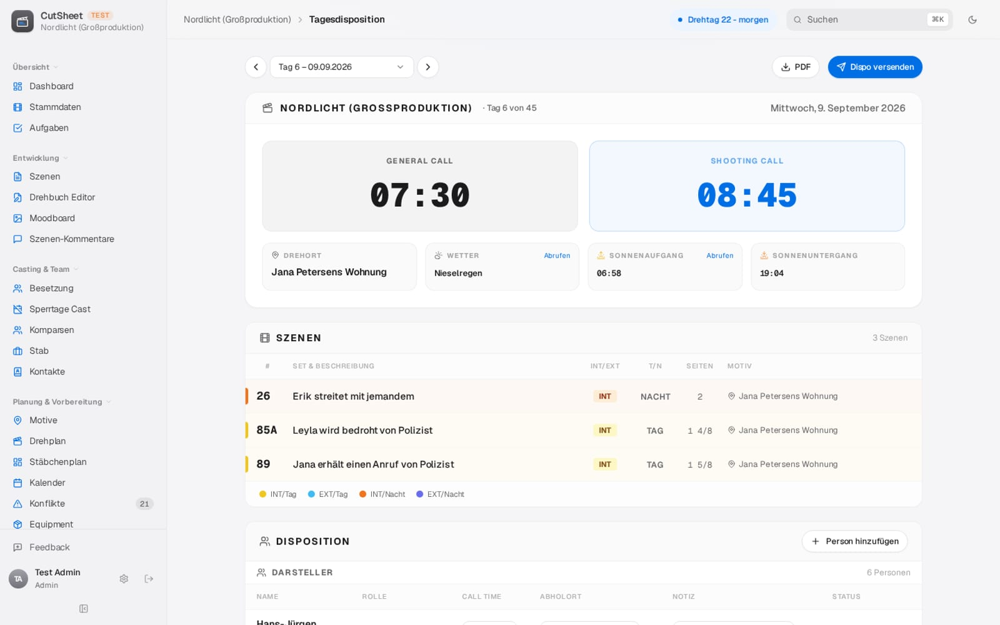 CutSheet TEST
Nordlicht (Großproduktion)
Übersicht
Dashboard
Stammdaten
Aufgaben
Entwicklung
Szenen
Drehbuch Editor
Moodboard
Szenen-Kommentare
Casting & Team
Besetzung
Sperrtage Cast
Komparsen
Stab
Kontakte
Planung & Vorbereitung
Motive
Drehplan
Stäbchenplan
Kalender
Konflikte 21
Equipment
Feedback
TA Test Admin
Admin
Nordlicht (Großproduktion) Tagesdisposition
Drehtag 22 - morgen
Suchen ⌘K
Tag 6 – 09.09.2026
PDF
Dispo versenden
NORDLICHT (GROSSPRODUKTION) · Tag 6 von 45
Mittwoch, 9. September 2026
GENERAL CALL
07:30
SHOOTING CALL
08:45
DREHORT
Jana Petersens Wohnung
WETTER Abrufen
Nieselregen
SONNENAUFGANG Abrufen
06:58
SONNENUNTERGANG
19:04
SZENEN 3 Szenen
# SET & BESCHREIBUNG INT/EXT T/N SEITEN MOTIV
26 Erik streitet mit jemandem INT NACHT 2 Jana Petersens Wohnung
85A Leyla wird bedroht von Polizist INT TAG 1 4/8 Jana Petersens Wohnung
89 Jana erhält einen Anruf von Polizist INT TAG 1 5/8 Jana Petersens Wohnung
INT/Tag EXT/Tag INT/Nacht EXT/Nacht
DISPOSITION
Person hinzufügen
DARSTELLER 6 Personen
NAME ROLLE CALL TIME ABHOLORT NOTIZ STATUS
Hans-Jürgen